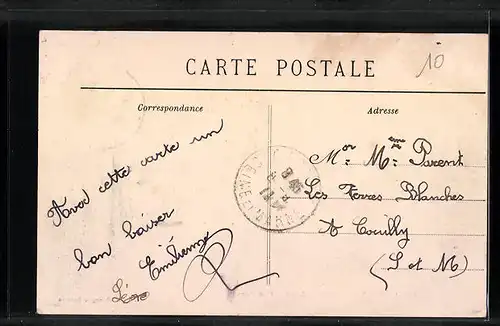 10
CARTE POSTALE
Correspondance
Adresse
Avec cette carte un
bon baiser
Emilienne
Mor Mme Parent
Les Terres Blanches
A Couilly
(S et M)